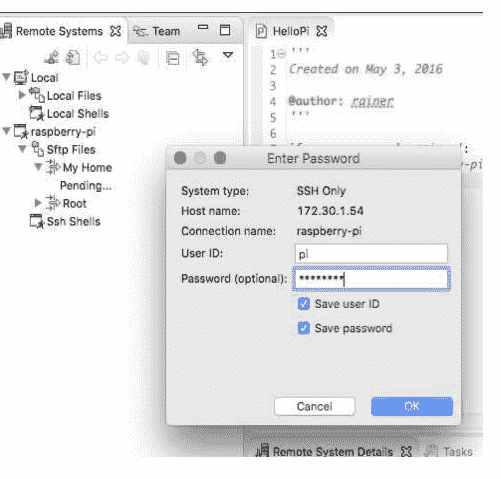 Remote Systems Team
Local
Local Files
Local Shells
raspberry-pi
Sftp Files
My Home
Pending...
Root
Ssh Shells
HelloPi
1 '''
2 Created on May 3, 2016
3
4 @author: rainer
5 '''
6
7
Enter Password
System type: SSH Only
Host name: 172.30.1.54
Connection name: raspberry-pi
User ID: pi
Password (optional): ********
Save user ID
Save password
Cancel OK
Remote System Details Tasks